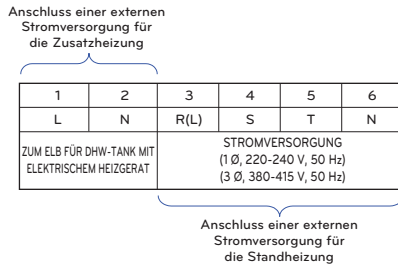 Anschluss einer externen
Stromversorgung für
die Zusatzheizung
1 2 3 4 5 6
L N R(L) S T N
ZUM ELB FÜR DHW-TANK MIT
ELEKTRISCHEM HEIZGERAT
STROMVERSORGUNG
(1 Ø, 220-240 V, 50 Hz)
(3 Ø, 380-415 V, 50 Hz)
Anschluss einer externen
Stromversorgung für
die Standheizung